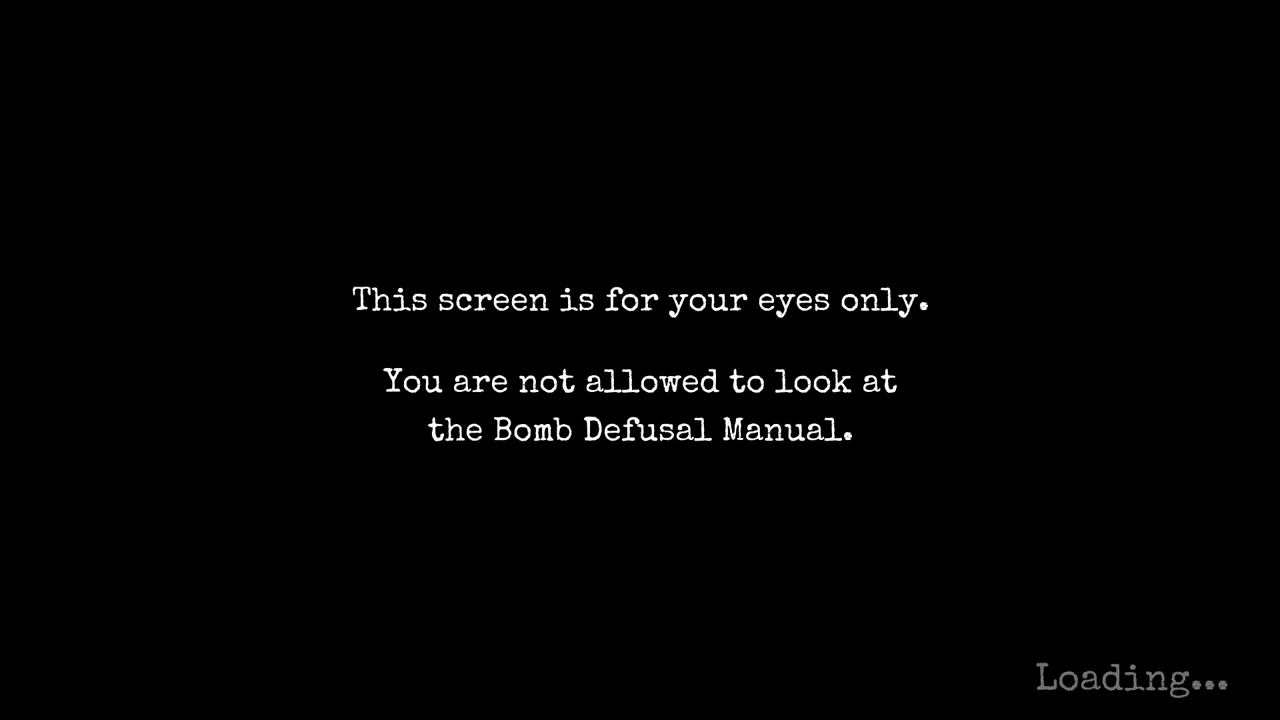 This screen is for your eyes only.
You are not allowed to look at
the Bomb Defusal Manual.
Loading...